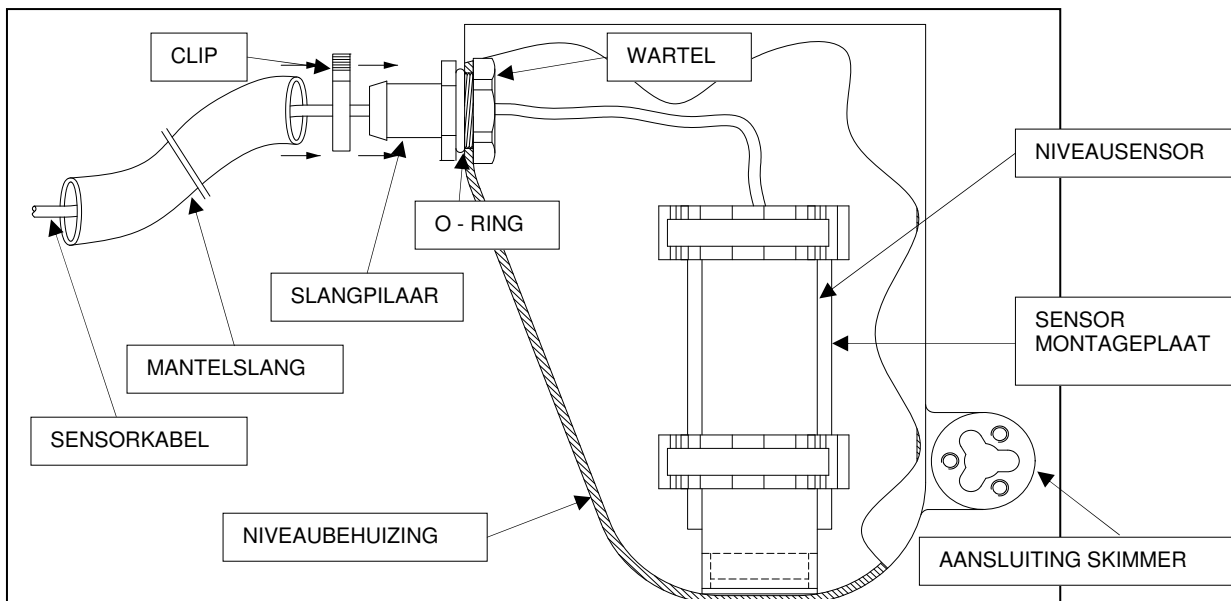 CLIP
WARTEL
NIVEAUSENSOR
O - RING
SLANGPILAAR
SENSOR
MONTAGEPLAAT
MANTELSLANG
SENSORKABEL
NIVEAUBEHUIZING
AANSLUITING SKIMMER